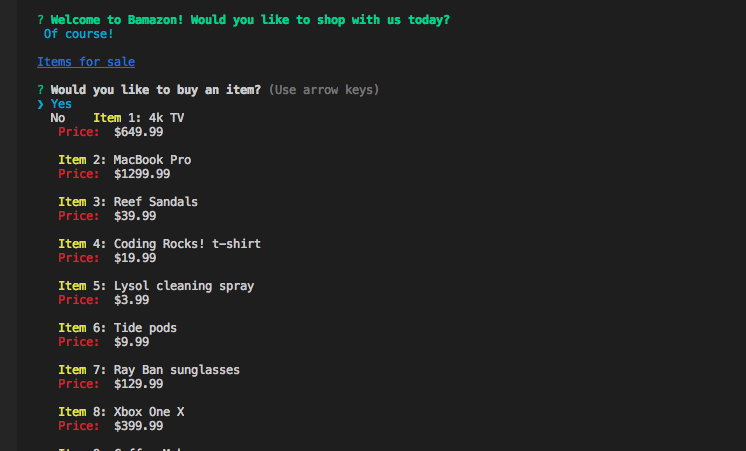 ? Welcome to Bamazon! Would you like to shop with us today?
Of course!
Items for sale
? Would you like to buy an item? (Use arrow keys)
❯ Yes
No Item 1: 4k TV
Price: $649.99
Item 2: MacBook Pro
Price: $1299.99
Item 3: Reef Sandals
Price: $39.99
Item 4: Coding Rocks! t-shirt
Price: $19.99
Item 5: Lysol cleaning spray
Price: $3.99
Item 6: Tide pods
Price: $9.99
Item 7: Ray Ban sunglasses
Price: $129.99
Item 8: Xbox One X
Price: $399.99